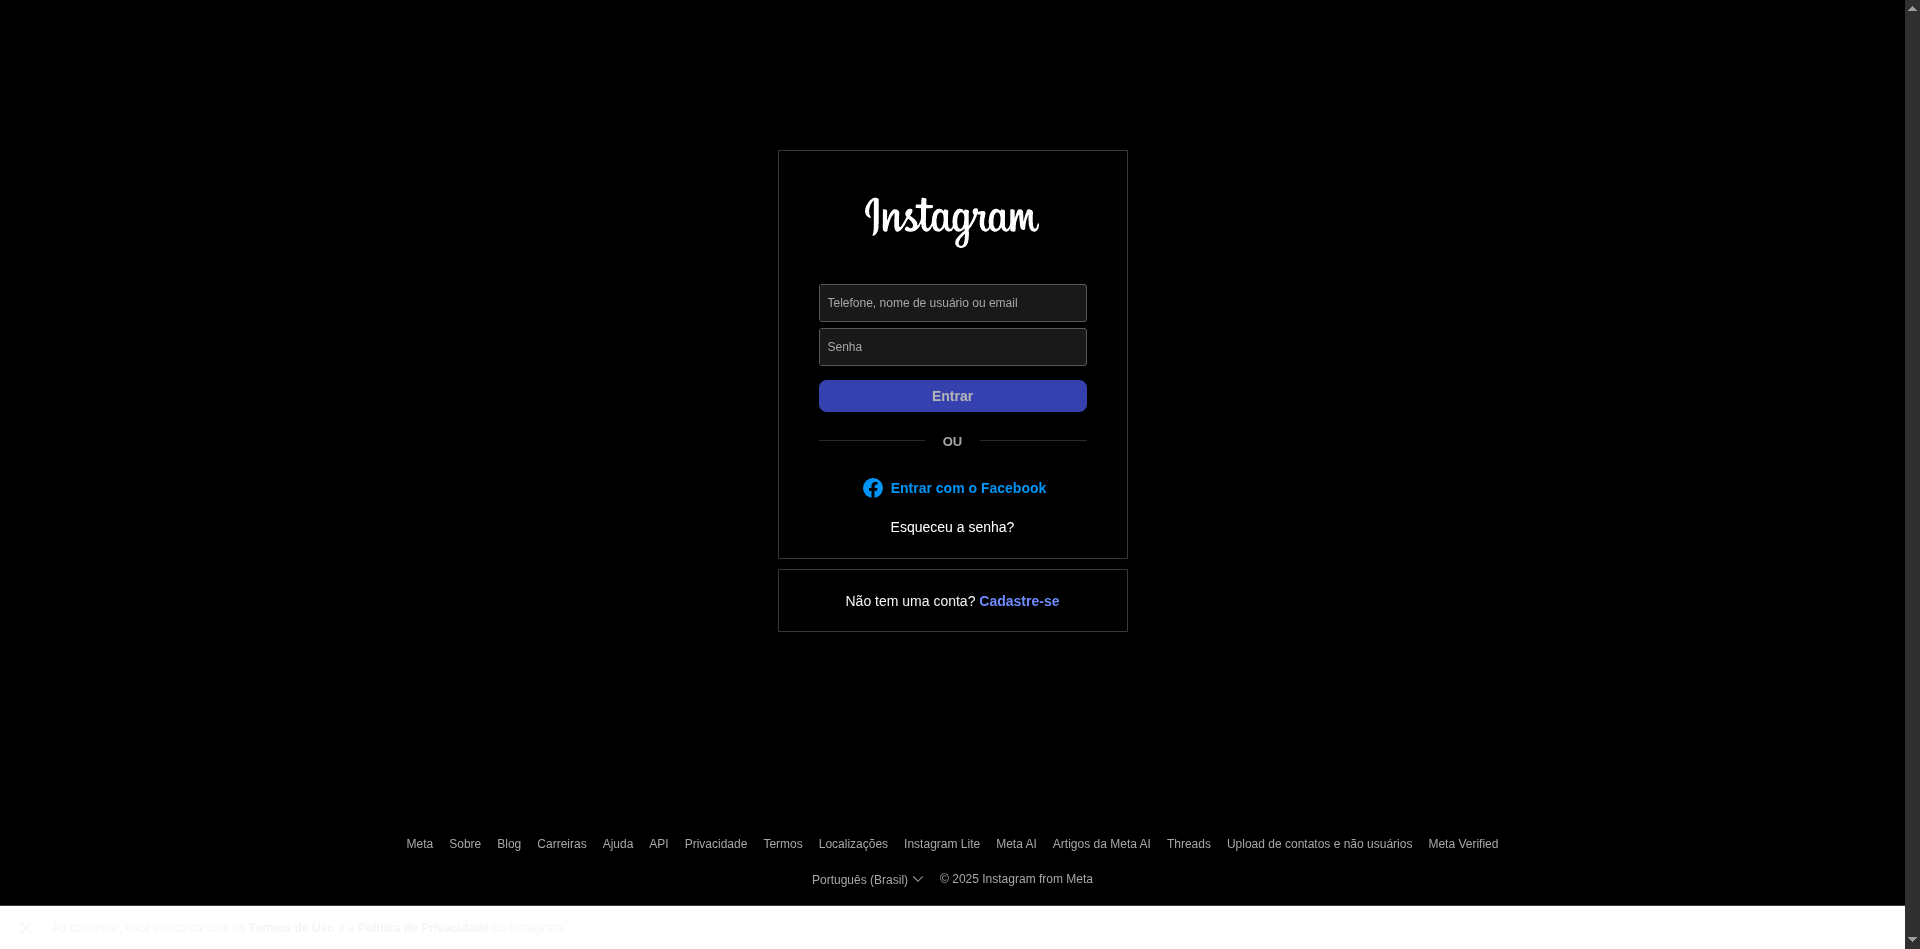 Instagram
Telefone, nome de usuário ou email
Senha
Entrar
OU
Entrar com o Facebook
Esqueceu a senha?
Não tem uma conta? Cadastre-se
Meta Sobre Blog Carreiras Ajuda API Privacidade Termos Localizações Instagram Lite Meta AI Artigos da Meta AI Threads Upload de contatos e não usuários Meta Verified
Português (Brasil) © 2025 Instagram from Meta
Ao continuar, você concorda com os Termos de Uso e a Política de Privacidade do Instagram.